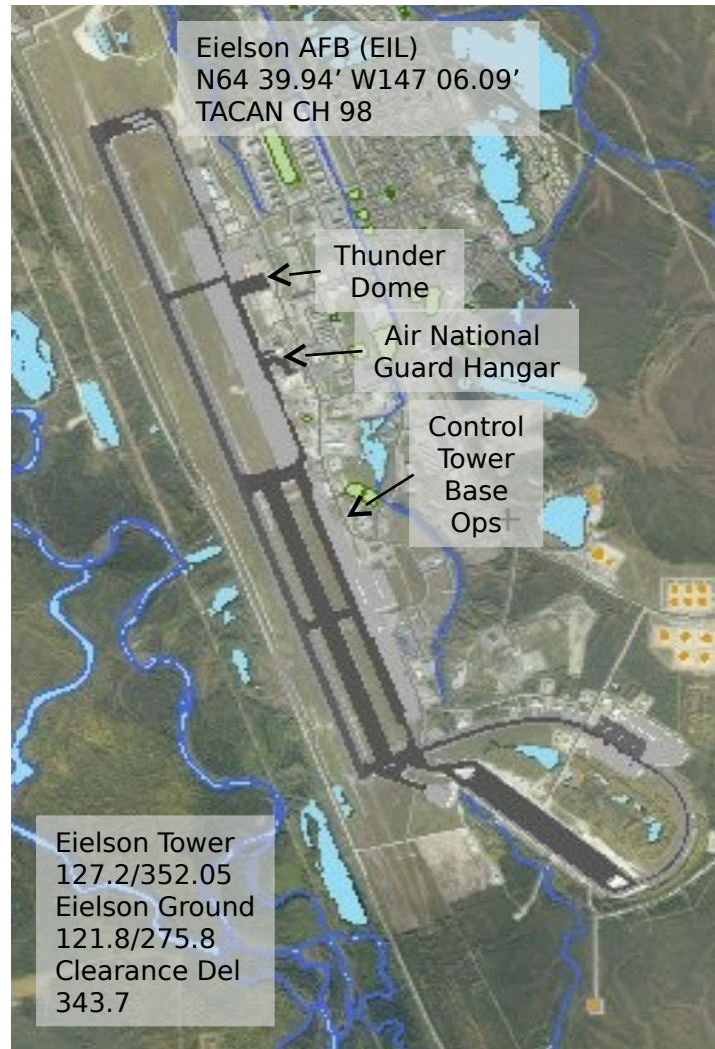 Eielson AFB (EIL)
N64 39.94’ W147 06.09’
TACAN CH 98
Thunder
Dome
Air National
Guard Hangar
Control
Tower
Base
Ops
Eielson Tower
127.2/352.05
Eielson Ground
121.8/275.8
Clearance Del
343.7